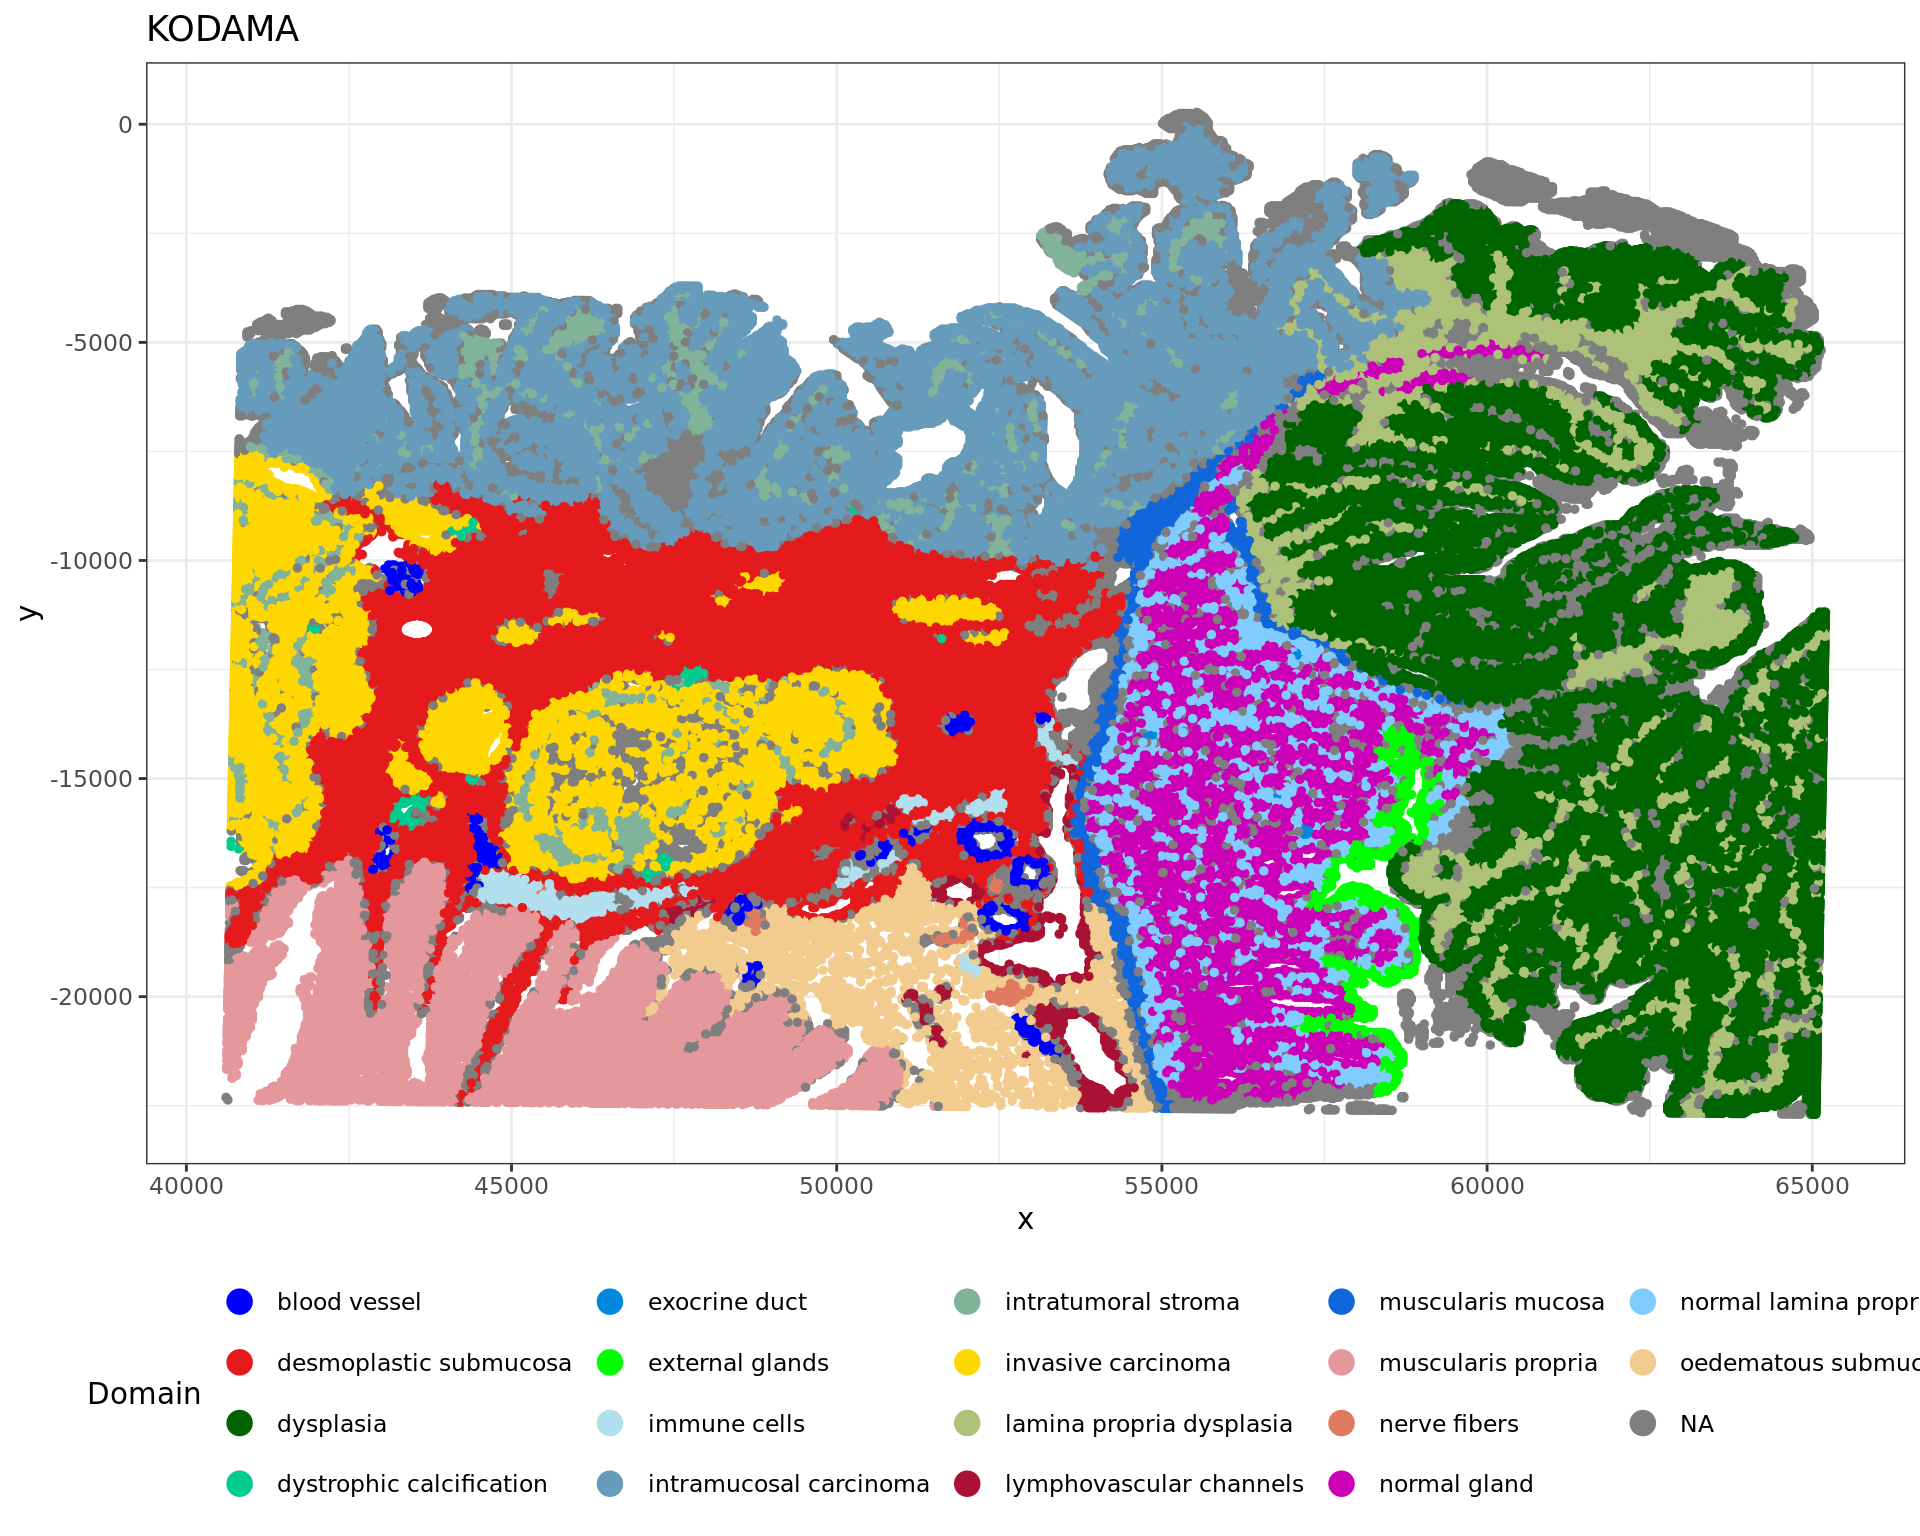 KODAMA
0
-5000
-10000
-15000
-20000
y
40000 45000 50000 55000 60000 65000
x
Domain
blood vessel
desmoplastic submucosa
dysplasia
dystrophic calcification
exocrine duct
external glands
immune cells
intramucosal carcinoma
intratumoral stroma
invasive carcinoma
lamina propria dysplasia
lymphovascular channels
muscularis mucosa
muscularis propria
nerve fibers
normal gland
normal lamina propr
oedematous submuc
NA